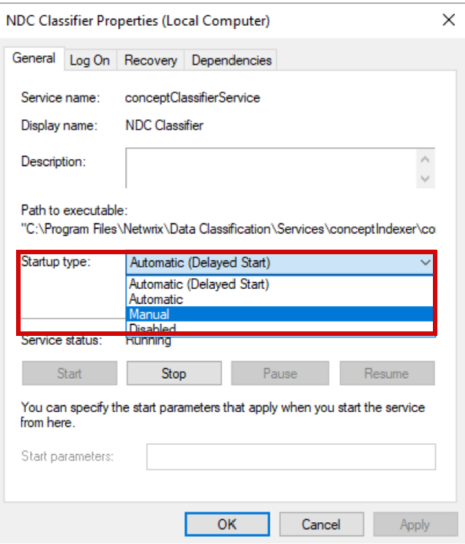 NDC Classifier Properties (Local Computer)
General Log On Recovery Dependencies
Service name: conceptClassifierService
Display name: NDC Classifier
Description:
Path to executable:
"C:\Program Files\Netwrix\Data Classification\Services\conceptIndexer\co
Startup type: Automatic (Delayed Start)
Automatic (Delayed Start)
Automatic
Manual
Disabled
Service status: Running
Start Stop Pause Resume
You can specify the start parameters that apply when you start the service
from here.
Start parameters:
OK Cancel Apply